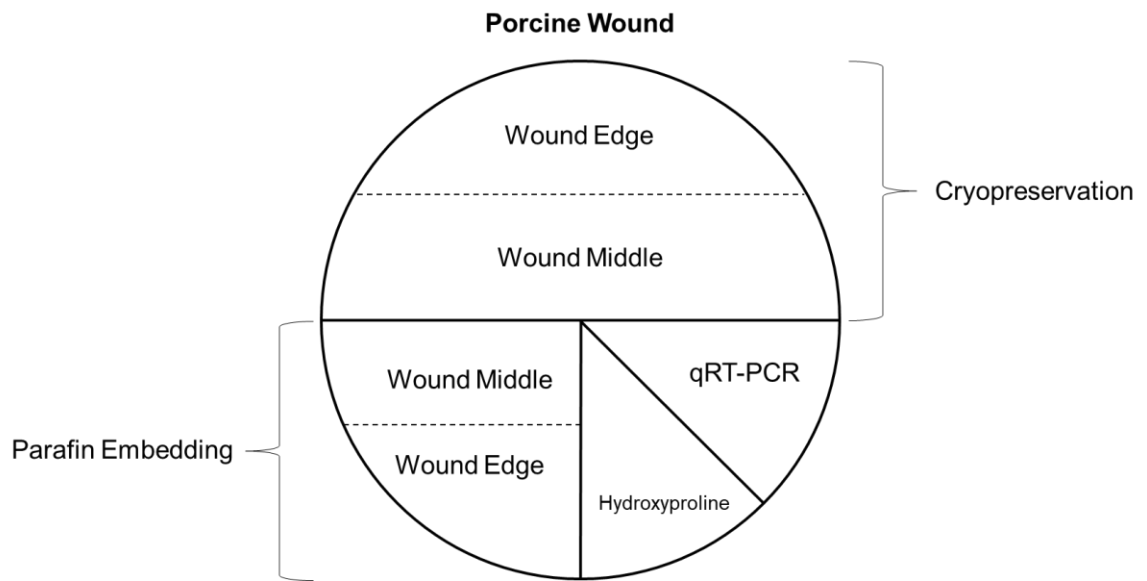 Porcine Wound
Wound Edge
Cryopreservation
Wound Middle
Wound Middle
qRT-PCR
Parafin Embedding
Wound Edge
Hydroxyproline